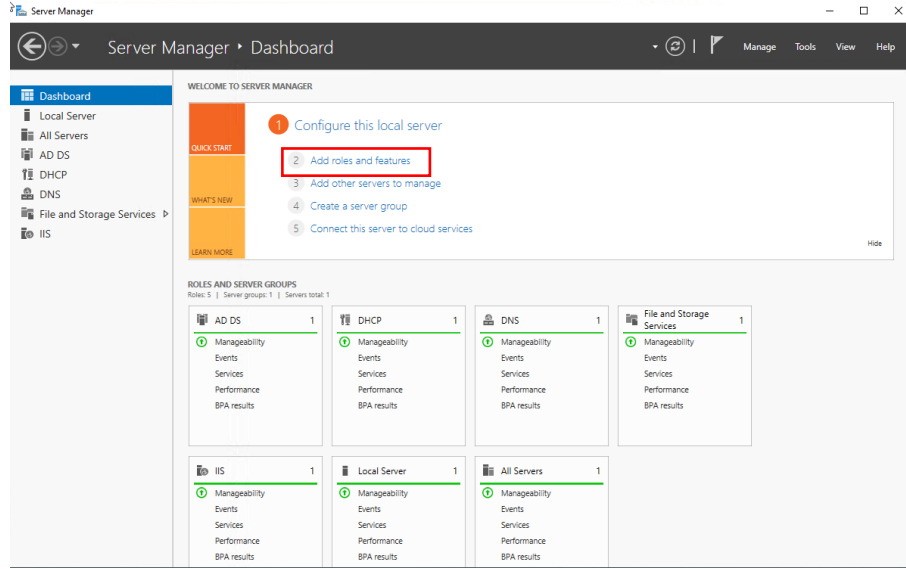 Server Manager
Server Manager ‣ Dashboard
Manage Tools View Help
Dashboard
Local Server
All Servers
AD DS
DHCP
DNS
File and Storage Services
IIS
WELCOME TO SERVER MANAGER
QUICK START
WHAT'S NEW
LEARN MORE
1 Configure this local server
2 Add roles and features
3 Add other servers to manage
4 Create a server group
5 Connect this server to cloud services
Hide
ROLES AND SERVER GROUPS
Roles: 5 | Server groups: 1 | Servers total: 1
AD DS 1
Manageability
Events
Services
Performance
BPA results
DHCP 1
Manageability
Events
Services
Performance
BPA results
DNS 1
Manageability
Events
Services
Performance
BPA results
File and Storage
Services 1
Manageability
Events
Services
Performance
BPA results
IIS 1
Manageability
Events
Services
Performance
BPA results
Local Server 1
Manageability
Events
Services
Performance
BPA results
All Servers 1
Manageability
Events
Services
Performance
BPA results